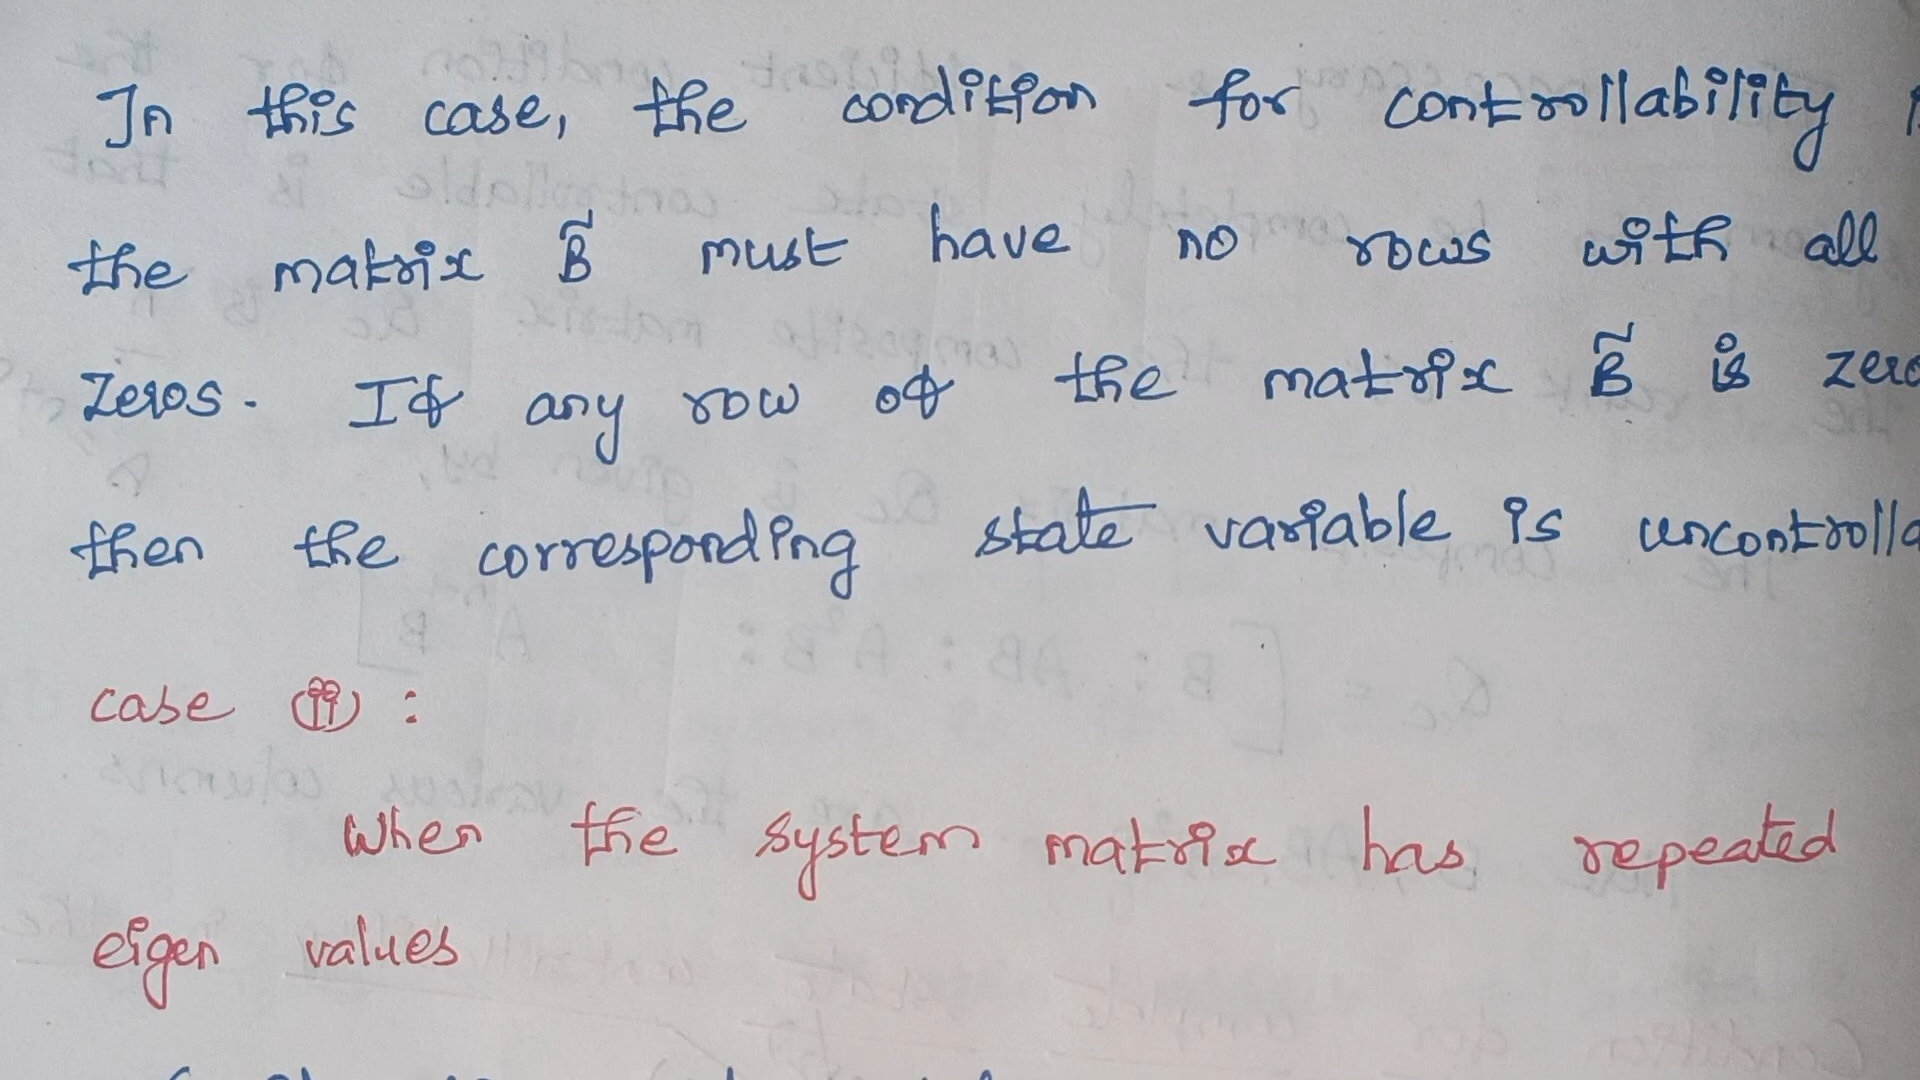 In this case, the condition for controllability
the matrix B̃ must have no rows with all
zeros. If any row of the matrix B̃ is zero
then the corresponding state variable is uncontrolla
case (ii) :
When the system matrix has repeated
eigen values